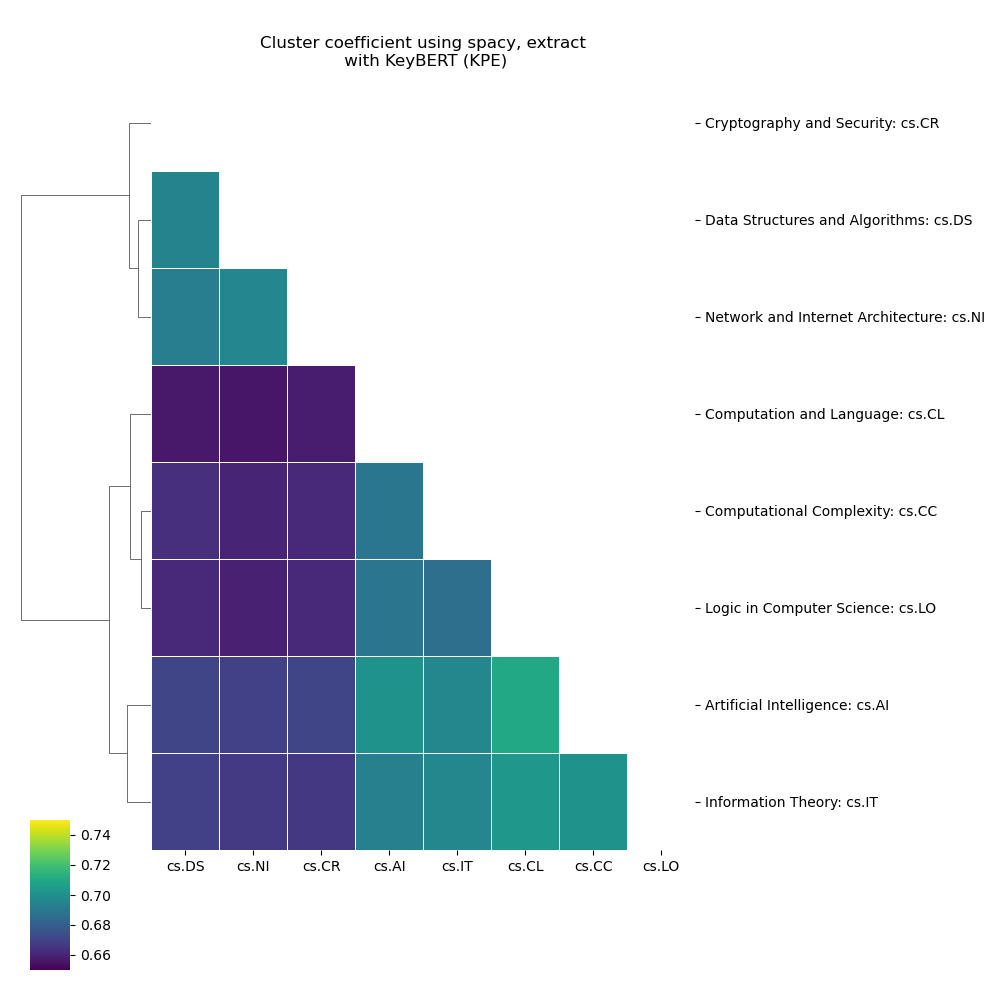 Cluster coefficient using spacy, extract
with KeyBERT (KPE)
Cryptography and Security: cs.CR
Data Structures and Algorithms: cs.DS
Network and Internet Architecture: cs.NI
Computation and Language: cs.CL
Computational Complexity: cs.CC
Logic in Computer Science: cs.LO
Artificial Intelligence: cs.AI
Information Theory: cs.IT
cs.DS cs.NI cs.CR cs.AI cs.IT cs.CL cs.CC cs.LO
0.74
0.72
0.70
0.68
0.66